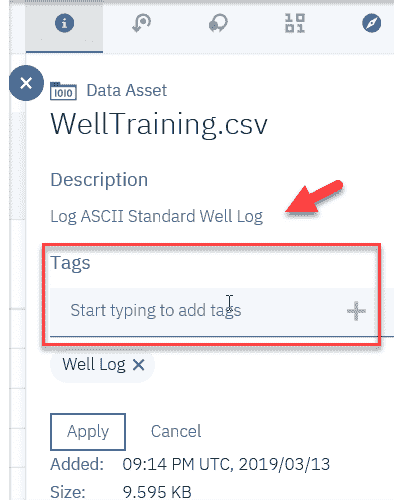 1010
Data Asset
WellTraining.csv
Description
Log ASCII Standard Well Log
Tags
Start typing to add tags
Well Log
Apply Cancel
Added: 09:14 PM UTC, 2019/03/13
Size: 9.595 KB